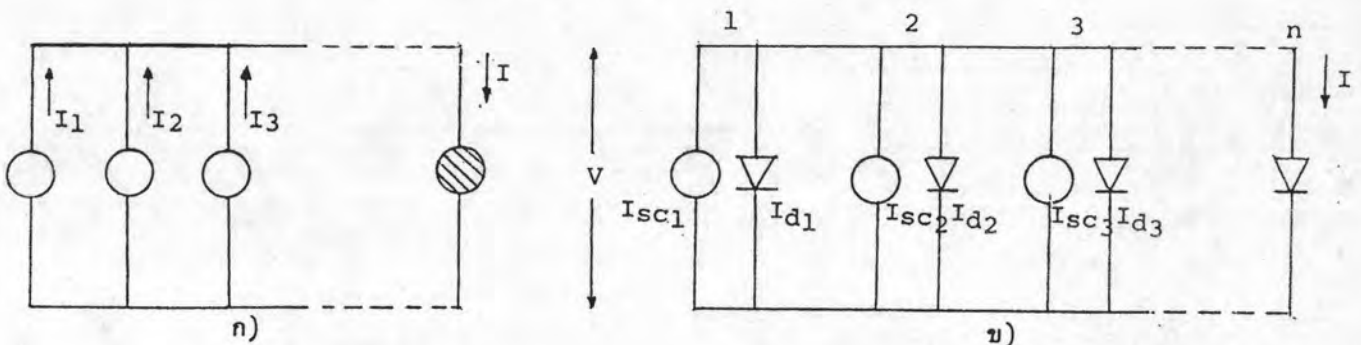 1 2 3 n
I1 I2 I3 I V I
Isc1 Id1 Isc2 Id2 Isc3 Id3
ก) ข)